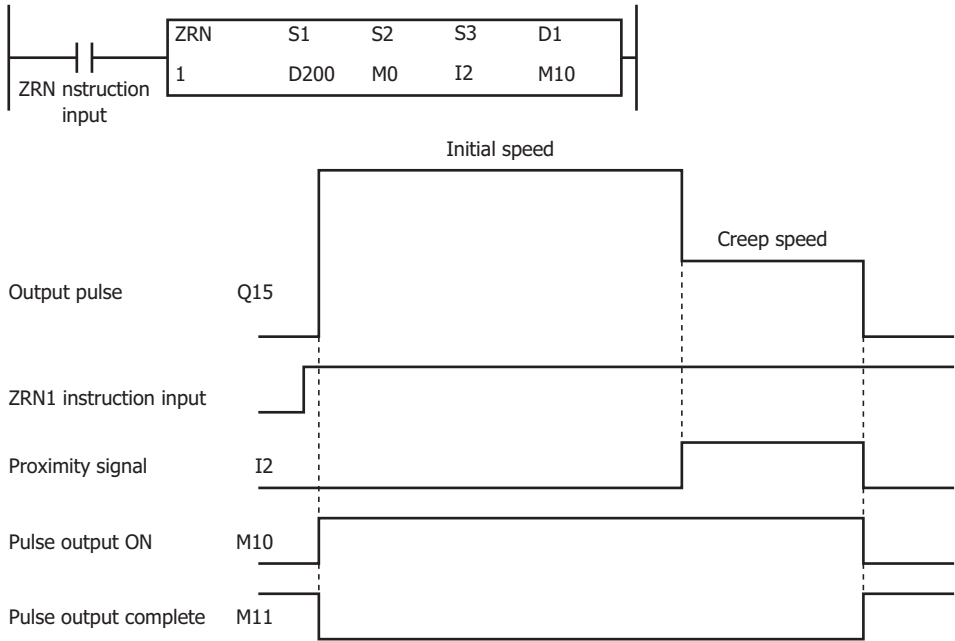 ZRN S1 S2 S3 D1
1 D200 M0 I2 M10
ZRN nstruction
input
Initial speed
Creep speed
Output pulse Q15
ZRN1 instruction input
Proximity signal I2
Pulse output ON M10
Pulse output complete M11